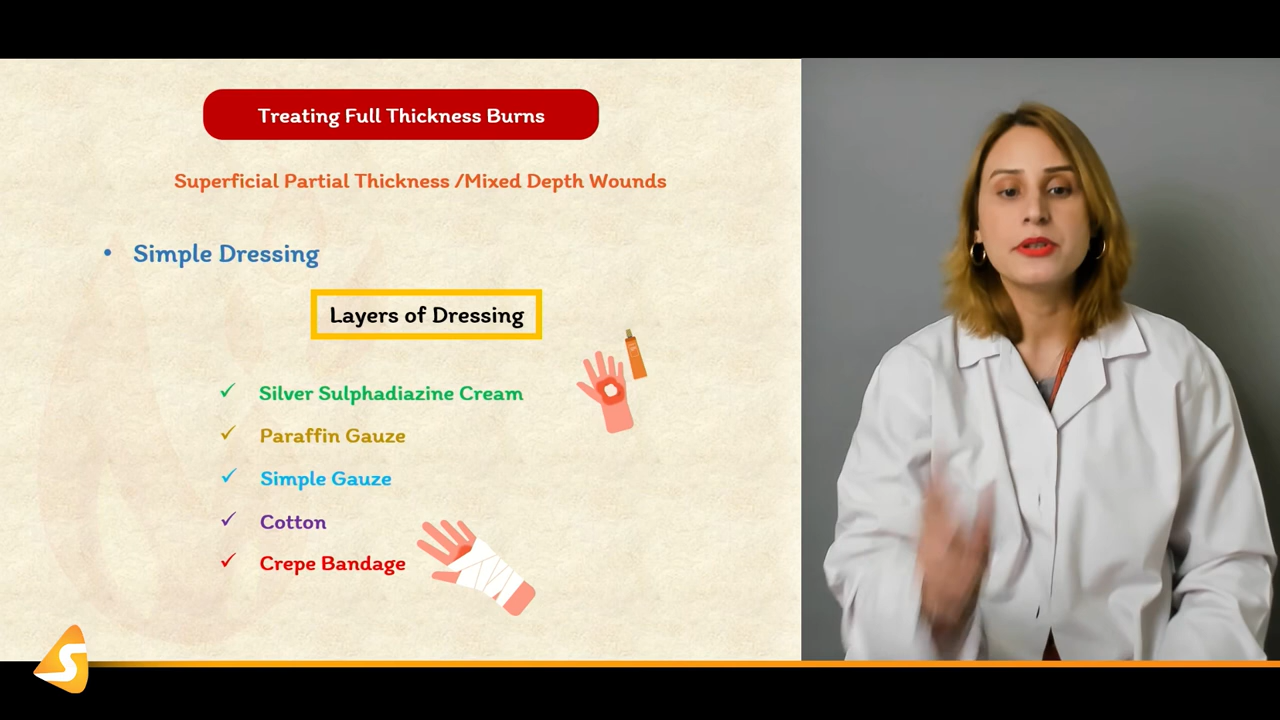 Treating Full Thickness Burns
Superficial Partial Thickness /Mixed Depth Wounds
• Simple Dressing
Layers of Dressing
✓ Silver Sulphadiazine Cream
✓ Paraffin Gauze
✓ Simple Gauze
✓ Cotton
✓ Crepe Bandage
S